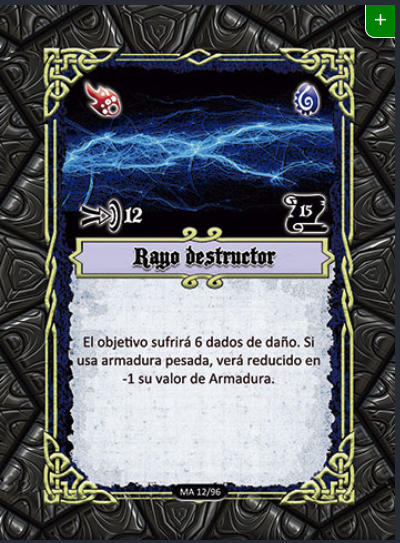 +
12
15
Rayo destructor
El objetivo sufrirá 6 dados de daño. Si
usa armadura pesada, verá reducido en
-1 su valor de Armadura.
MA 12/96